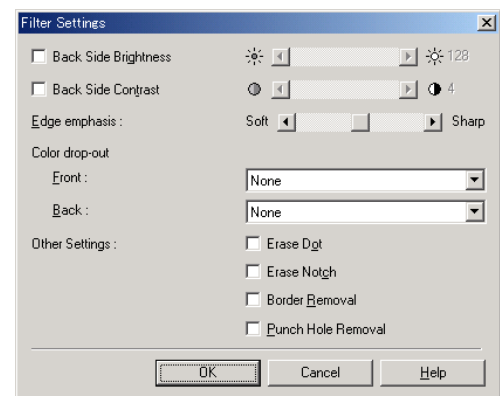 Filter Settings
Back Side Brightness 128
Back Side Contrast 4
Edge emphasis : Soft Sharp
Color drop-out
Front : None
Back : None
Other Settings : Erase Dot
Erase Notch
Border Removal
Punch Hole Removal
OK Cancel Help